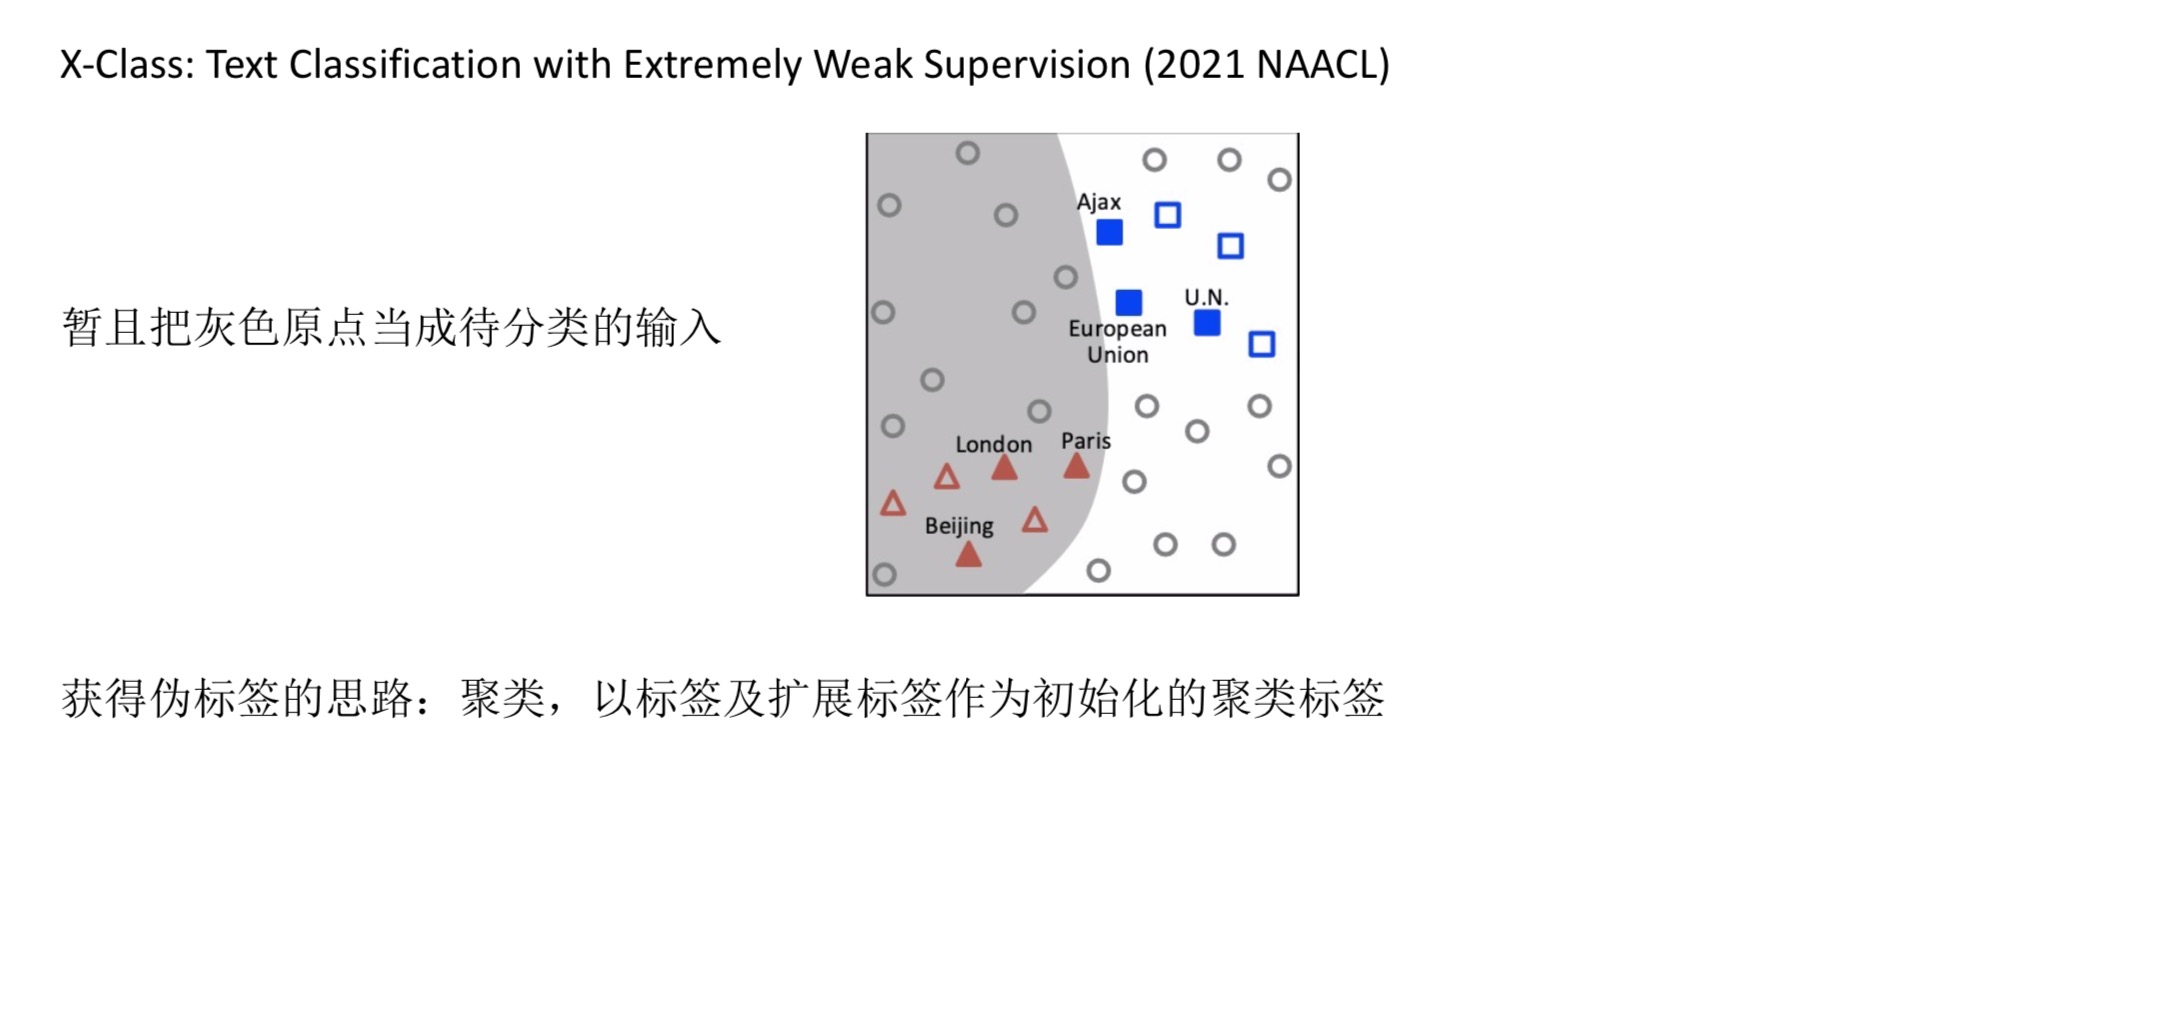 X-Class: Text Classification with Extremely Weak Supervision (2021 NAACL)
Ajax
U.N.
European
Union
暂且把灰色原点当成待分类的输入
London
Paris
Beijing
获得伪标签的思路：聚类，以标签及扩展标签作为初始化的聚类标签